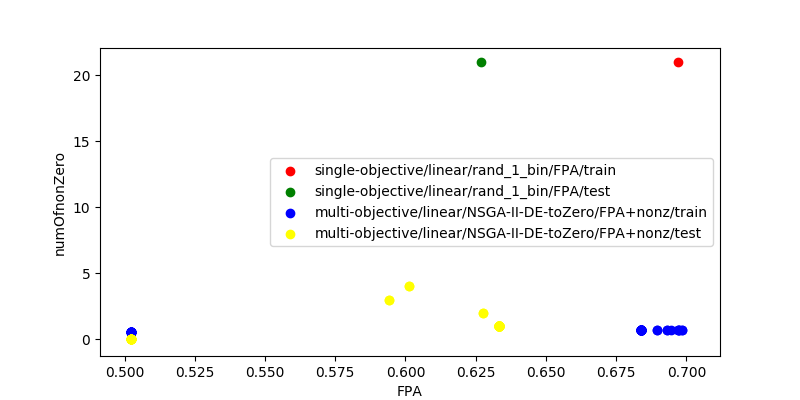 20
15
10
5
0
numOfnonZero
single-objective/linear/rand_1_bin/FPA/train
single-objective/linear/rand_1_bin/FPA/test
multi-objective/linear/NSGA-II-DE-toZero/FPA+nonz/train
multi-objective/linear/NSGA-II-DE-toZero/FPA+nonz/test
0.500 0.525 0.550 0.575 0.600 0.625 0.650 0.675 0.700
FPA